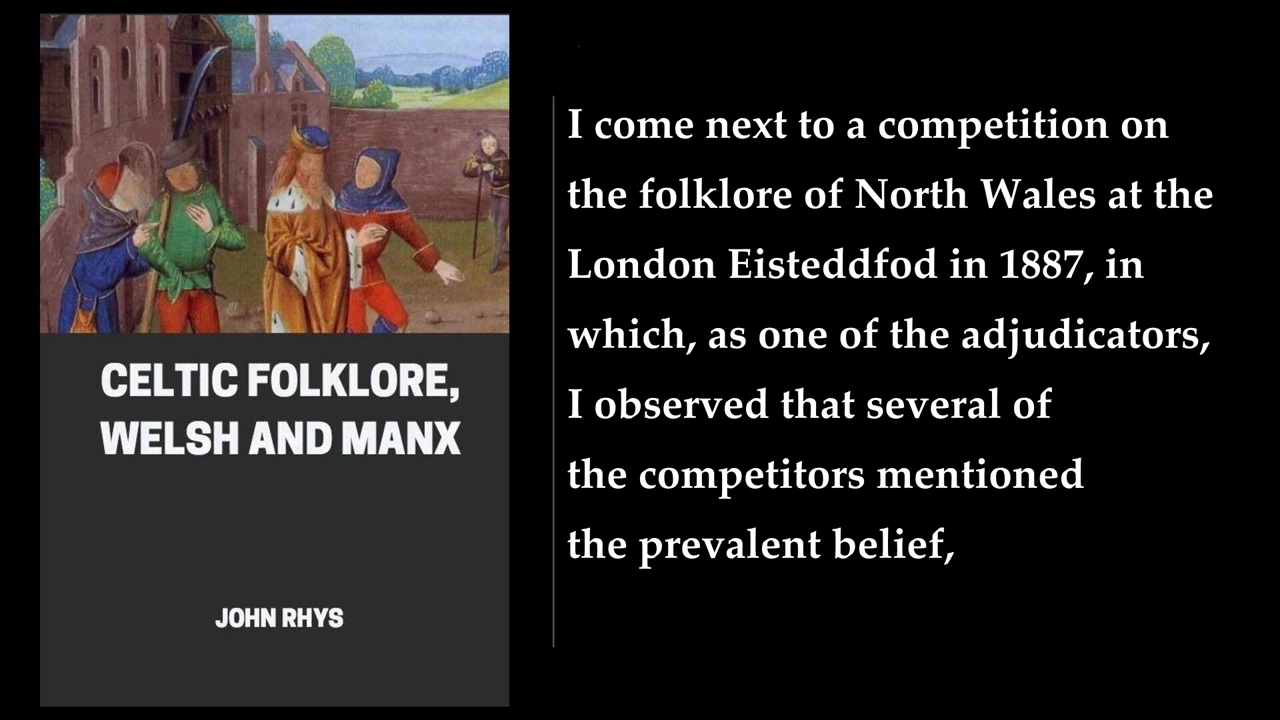 CELTIC FOLKLORE,
WELSH AND MANX
JOHN RHYS
I come next to a competition on
the folklore of North Wales at the
London Eisteddfod in 1887, in
which, as one of the adjudicators,
I observed that several of
the competitors mentioned
the prevalent belief,